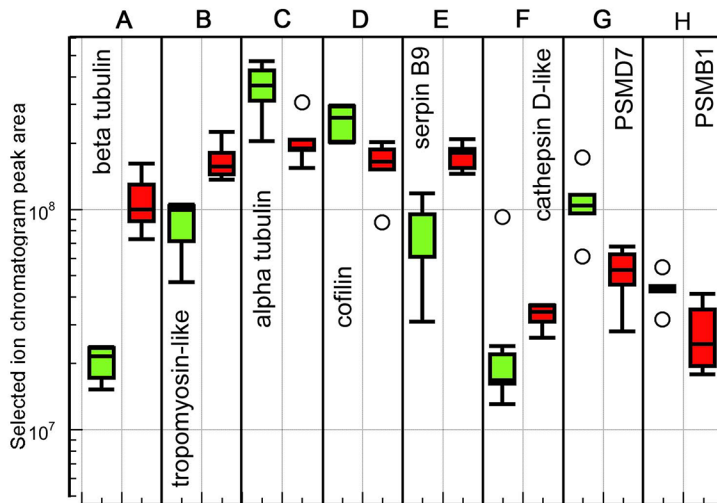 A B C D E F G H
beta tubulin
tropomyosin-like
alpha tubulin
cofilin
serpin B9
cathepsin D-like
PSMD7
PSMB1
Selected ion chromatogram peak area
10⁸
10⁷